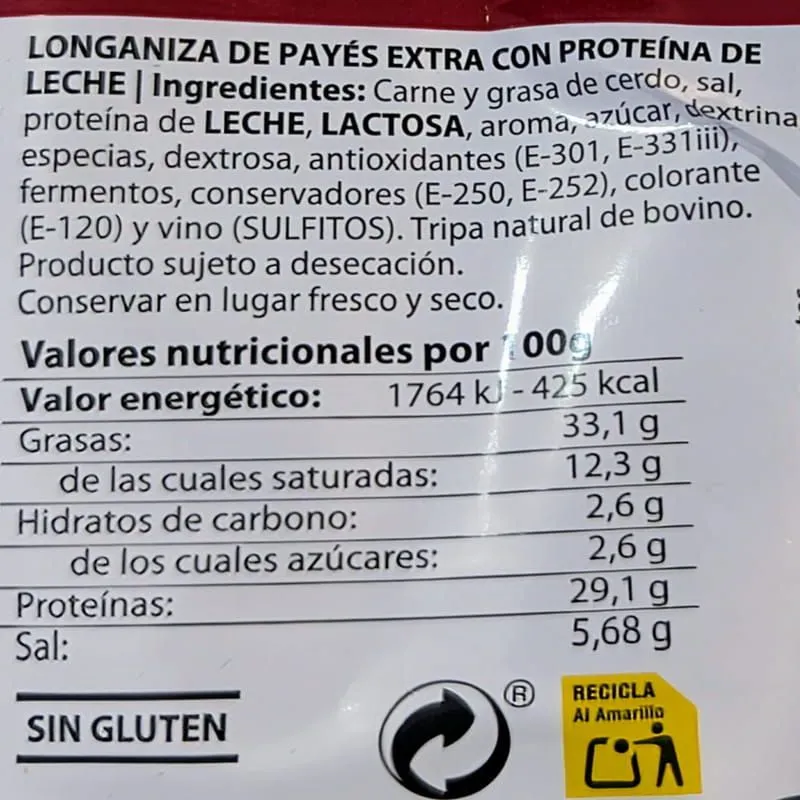 LONGANIZA DE PAYÉS EXTRA CON PROTEÍNA DE
LECHE | Ingredientes: Carne y grasa de cerdo, sal,
proteína de LECHE, LACTOSA, aroma, azúcar, dextrina
especias, dextrosa, antioxidantes (E-301, E-331iii),
fermentos, conservadores (E-250, E-252), colorante
(E-120) y vino (SULFITOS). Tripa natural de bovino.
Producto sujeto a desecación.
Conservar en lugar fresco y seco.
Valores nutricionales por 100g
Valor energético: 1764 kJ - 425 kcal
Grasas: 33,1 g
de las cuales saturadas: 12,3 g
Hidratos de carbono: 2,6 g
de los cuales azúcares: 2,6 g
Proteínas: 29,1 g
Sal: 5,68 g
SIN GLUTEN
®
RECICLA
Al Amarillo